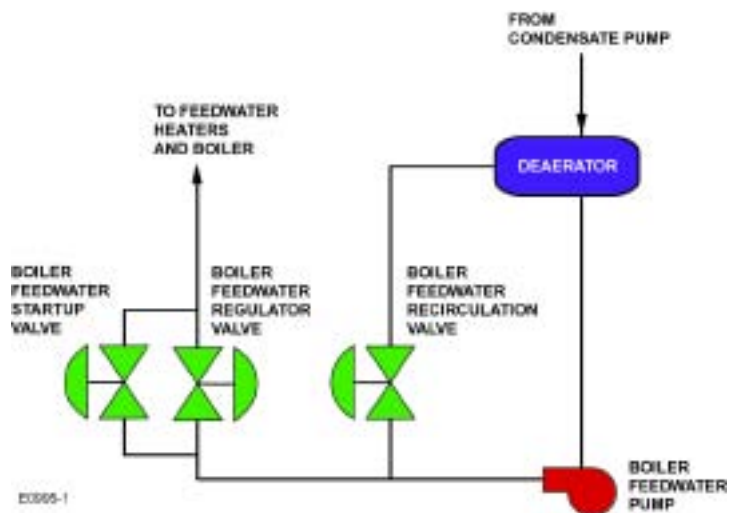 FROM
CONDENSATE PUMP
TO FEEDWATER
HEATERS
AND BOILER
DEAERATOR
BOILER
FEEDWATER
STARTUP
VALVE
BOILER
FEEDWATER
REGULATOR
VALVE
BOILER
FEEDWATER
RECIRCULATION
VALVE
BOILER
FEEDWATER
PUMP
E0995-1